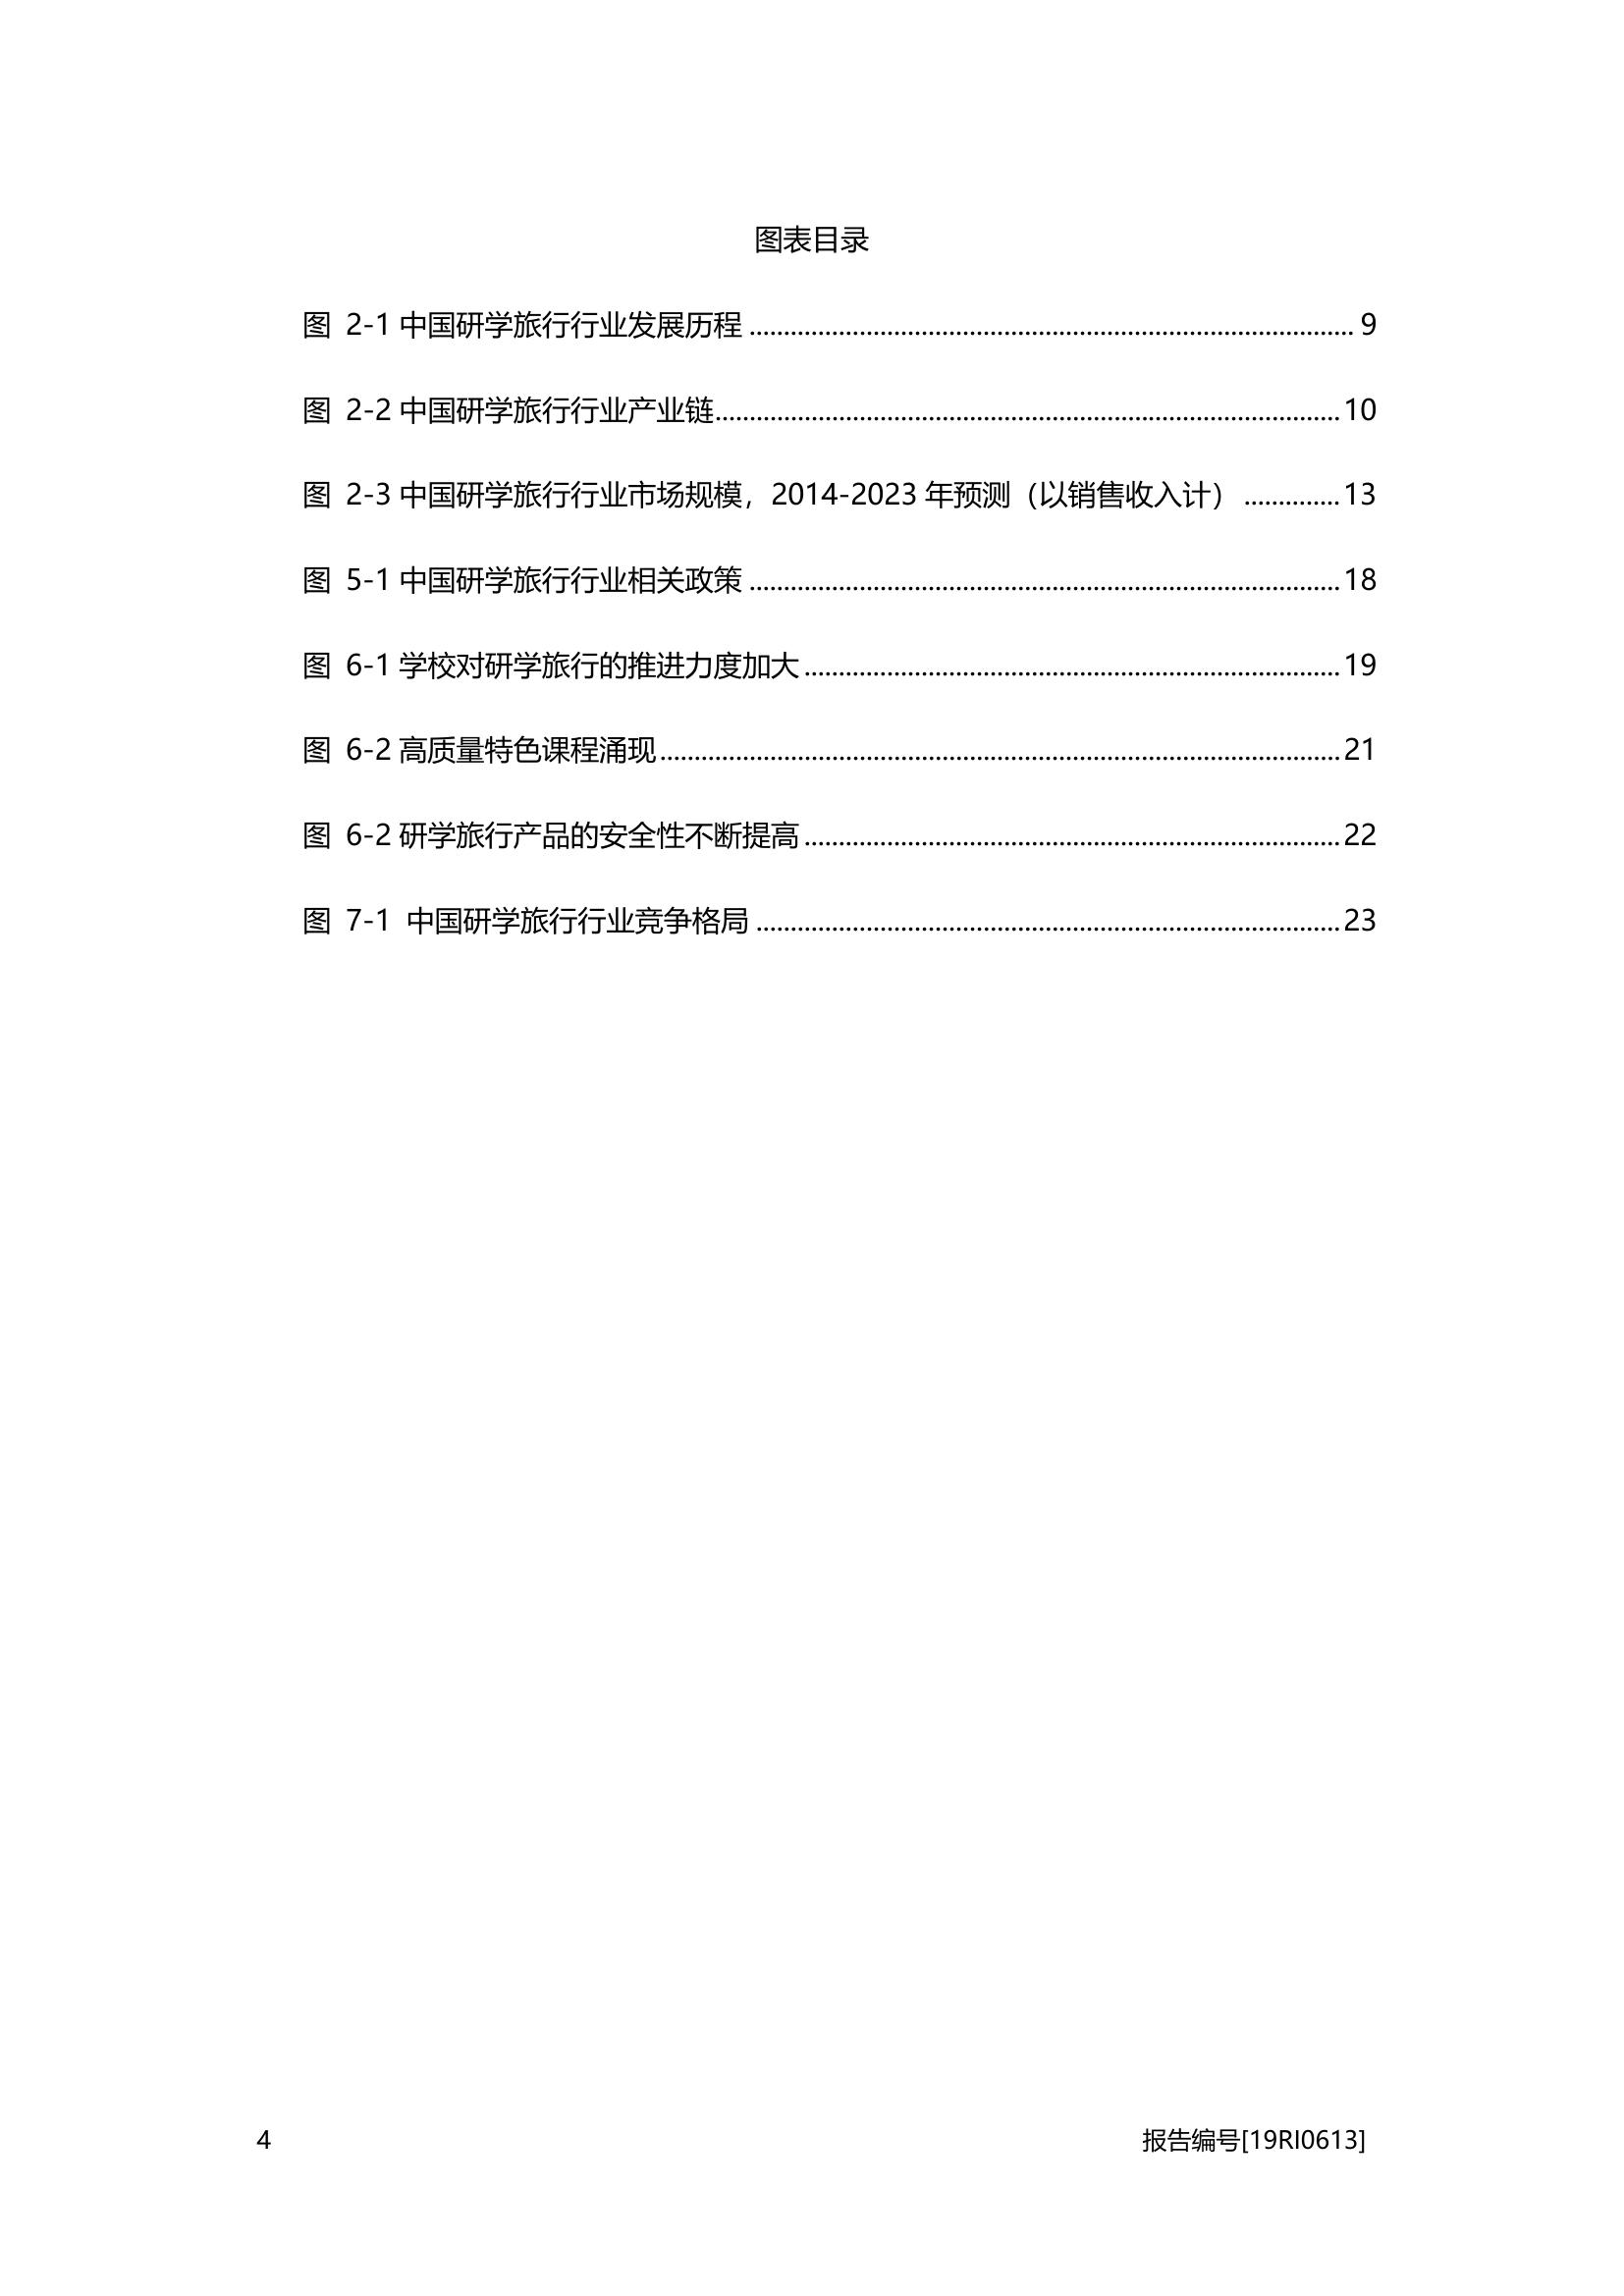 图表目录
图 2-1 中国研学旅行行业发展历程 ........................................................................................ 9
图 2-2 中国研学旅行行业产业链........................................................................................... 10
图 2-3 中国研学旅行行业市场规模，2014-2023 年预测（以销售收入计） .............. 13
图 5-1 中国研学旅行行业相关政策 ...................................................................................... 18
图 6-1 学校对研学旅行的推进力度加大 .............................................................................. 19
图 6-2 高质量特色课程涌现 ................................................................................................... 21
图 6-2 研学旅行产品的安全性不断提高 .............................................................................. 22
图 7-1 中国研学旅行行业竞争格局 ..................................................................................... 23
4
报告编号[19RI0613]